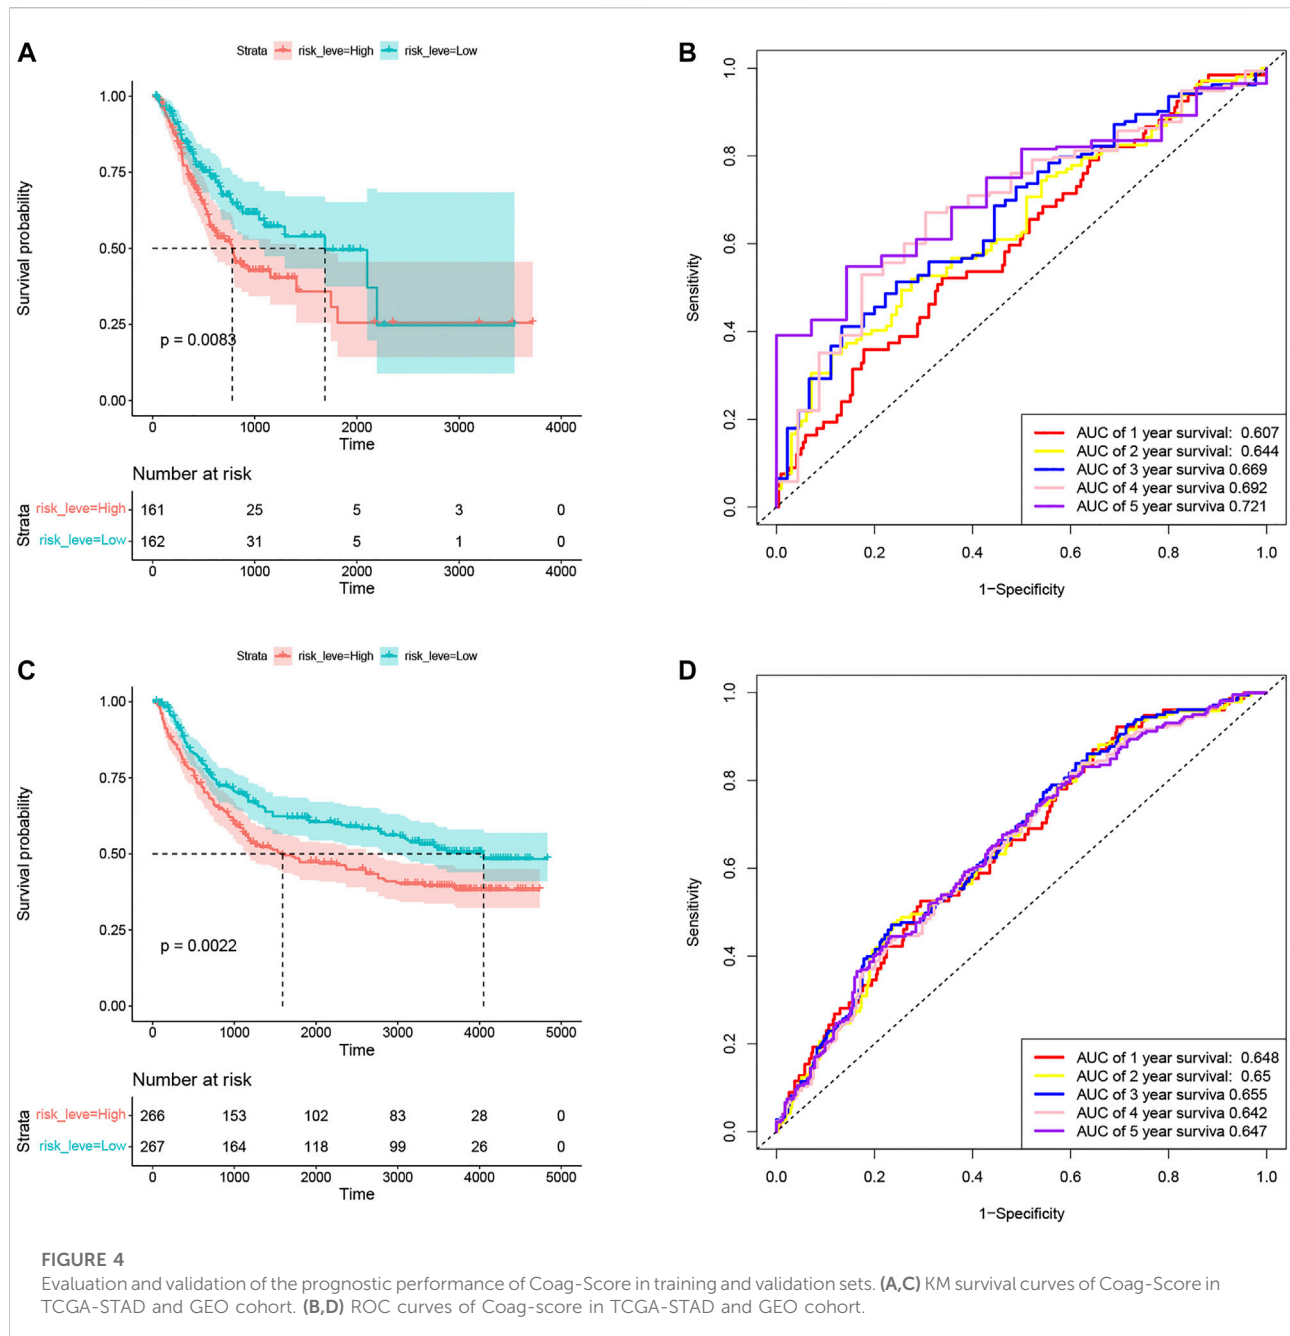 A
Strata risk_leve=High risk_leve=Low
1.00
0.75
0.50
0.25
0.00
Survival probability
p = 0.0083
0 1000 2000 3000 4000
Time
Number at risk
Strata
risk_leve=High 161 25 5 3 0
risk_leve=Low 162 31 5 1 0
0 1000 2000 3000 4000
Time
B
1.0
0.8
0.6
0.4
0.2
0.0
Sensitivity
AUC of 1 year survival: 0.607
AUC of 2 year survival: 0.644
AUC of 3 year surviva 0.669
AUC of 4 year surviva 0.692
AUC of 5 year surviva 0.721
0.0 0.2 0.4 0.6 0.8 1.0
1−Specificity
C
Strata risk_leve=High risk_leve=Low
1.00
0.75
0.50
0.25
0.00
Survival probability
p = 0.0022
0 1000 2000 3000 4000 5000
Time
Number at risk
Strata
risk_leve=High 266 153 102 83 28 0
risk_leve=Low 267 164 118 99 26 0
0 1000 2000 3000 4000 5000
Time
D
1.0
0.8
0.6
0.4
0.2
0.0
Sensitivity
AUC of 1 year survival: 0.648
AUC of 2 year survival: 0.65
AUC of 3 year surviva 0.655
AUC of 4 year surviva 0.642
AUC of 5 year surviva 0.647
0.0 0.2 0.4 0.6 0.8 1.0
1−Specificity
FIGURE 4
Evaluation and validation of the prognostic performance of Coag-Score in training and validation sets. (A,C) KM survival curves of Coag-Score in
TCGA-STAD and GEO cohort. (B,D) ROC curves of Coag-score in TCGA-STAD and GEO cohort.